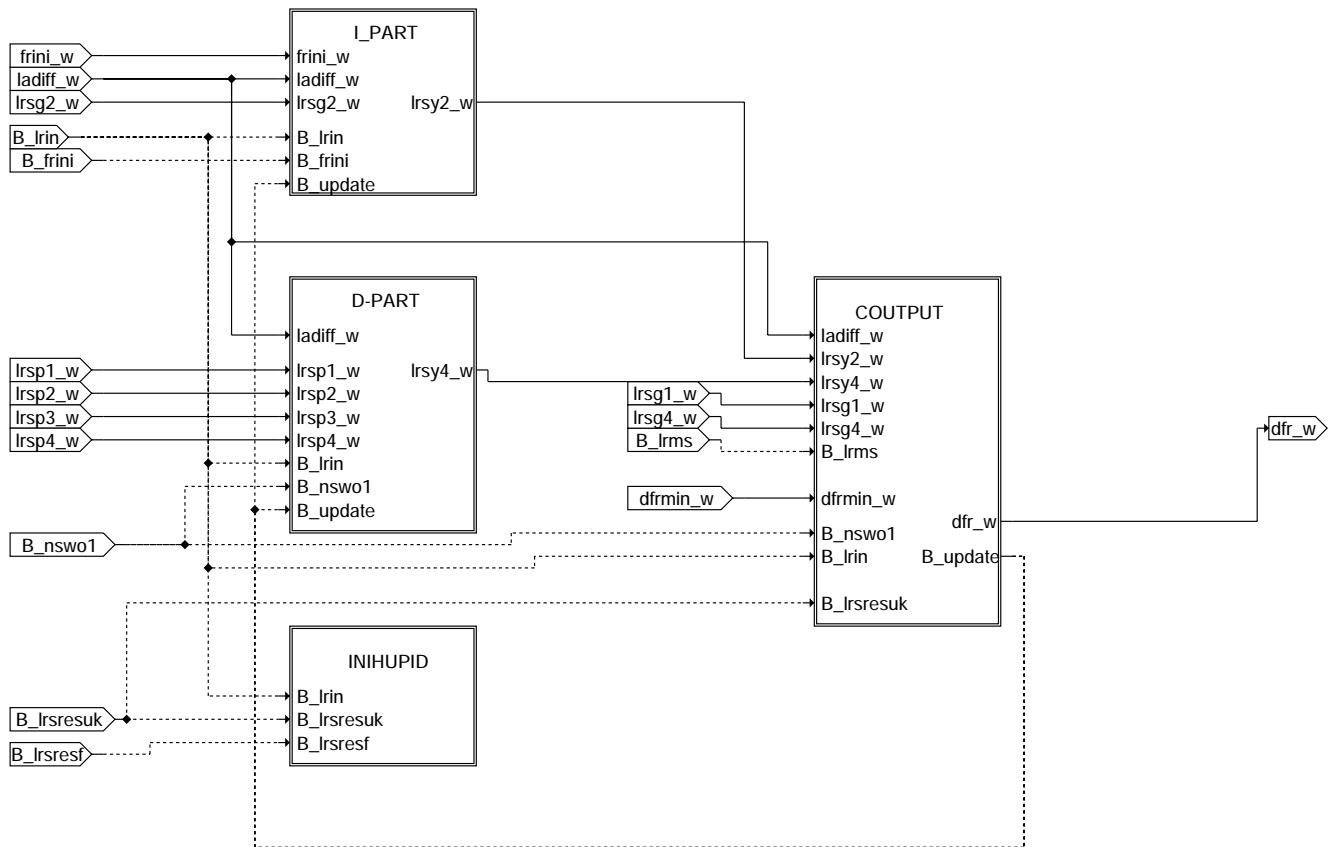 I_PART
frini_w
frini_w
ladiff_w
ladiff_w
lrsg2_w
lrsg2_w
lrsy2_w
B_lrin
B_lrin
B_frini
B_frini
B_update
D-PART
ladiff_w
lrsp1_w
lrsp1_w
lrsy4_w
lrsp2_w
lrsp2_w
lrsp3_w
lrsp3_w
lrsp4_w
lrsp4_w
B_lrin
B_nswo1
B_update
B_nswo1
COUTPUT
ladiff_w
lrsy2_w
lrsy4_w
lrsg1_w
lrsg1_w
lrsg4_w
lrsg4_w
B_lrms
B_lrms
dfrmin_w
dfrmin_w
dfr_w
dfr_w
B_nswo1
B_lrin
B_update
B_lrsresuk
INIHUPID
B_lrin
B_lrsresuk
B_lrsresuk
B_lrsresf
B_lrsresf